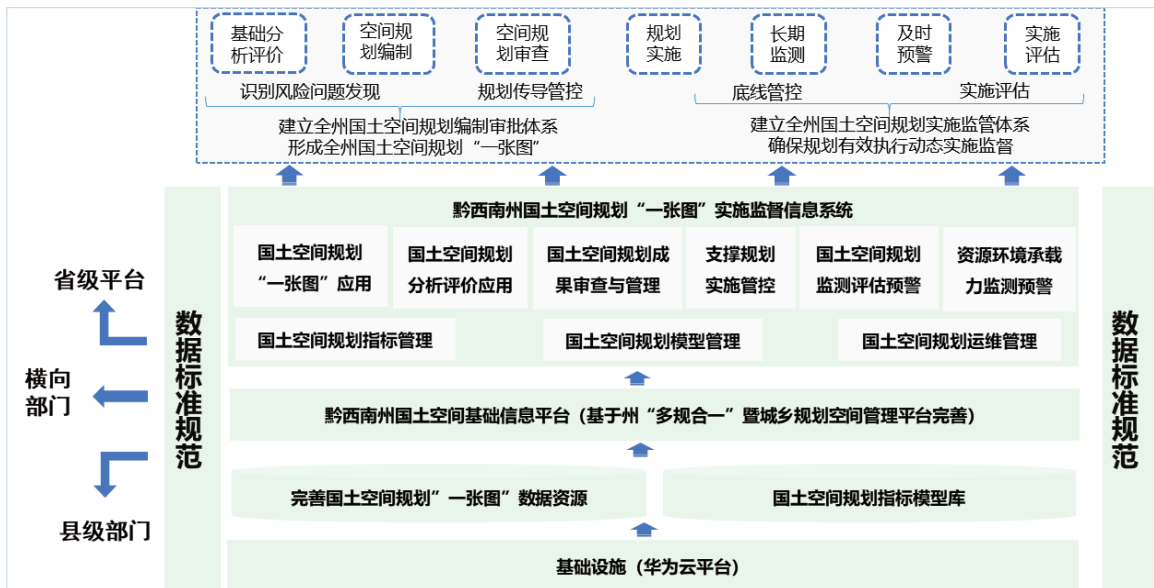 基础分
析评价
空间规
划编制
空间规
划审查
规划
实施
长期
监测
及时
预警
实施
评估
识别风险问题发现
规划传导管控
底线管控
实施评估
建立全州国土空间规划编制审批体系
形成全州国土空间规划“一张图”
建立全州国土空间规划实施监管体系
确保规划有效执行动态实施监督
省级平台
横向
部门
县级部门
数据标准规范
黔西南州国土空间规划“一张图”实施监督信息系统
国土空间规划
“一张图”应用
国土空间规划
分析评价应用
国土空间规划成
果审查与管理
支撑规划
实施管控
国土空间规划
监测评估预警
资源环境承载
力监测预警
国土空间规划指标管理
国土空间规划模型管理
国土空间规划运维管理
黔西南州国土空间基础信息平台（基于州“多规合一”暨城乡规划空间管理平台完善）
完善国土空间规划”一张图”数据资源
国土空间规划指标模型库
基础设施（华为云平台）
数据标准规范